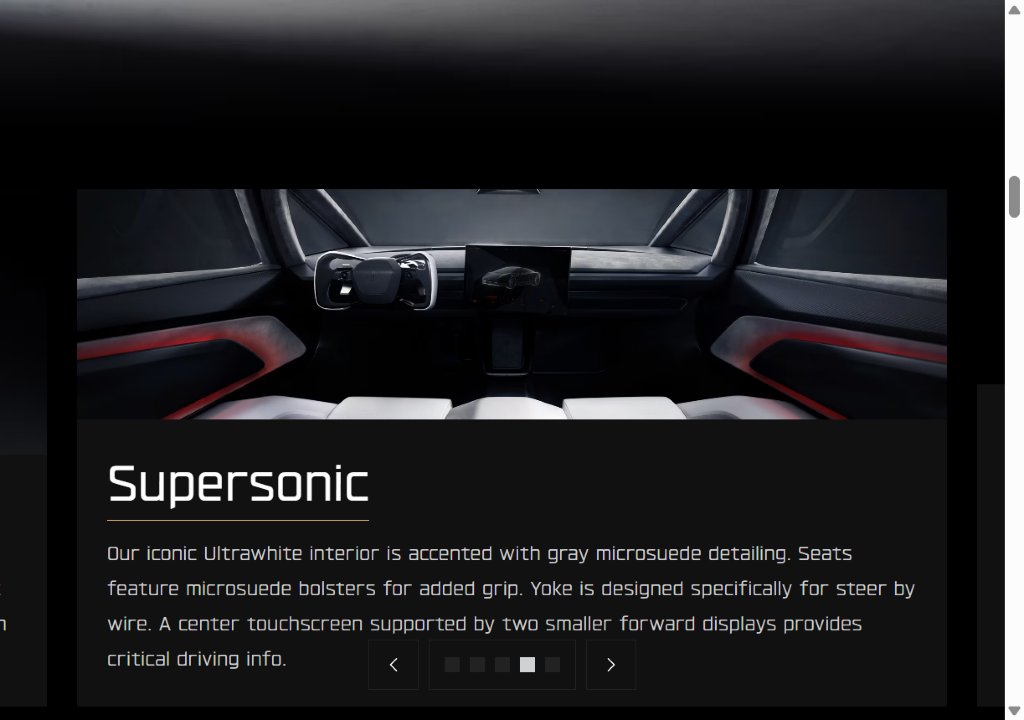 Supersonic
Our iconic Ultrawhite interior is accented with gray microsuede detailing. Seats
feature microsuede bolsters for added grip. Yoke is designed specifically for steer by
wire. A center touchscreen supported by two smaller forward displays provides
critical driving info.